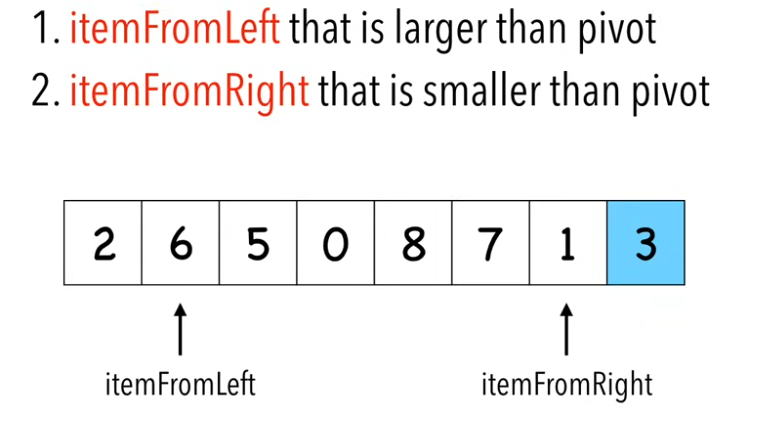 1. itemFromLeft that is larger than pivot
2. itemFromRight that is smaller than pivot
2 6 5 0 8 7 1 3
itemFromLeft itemFromRight